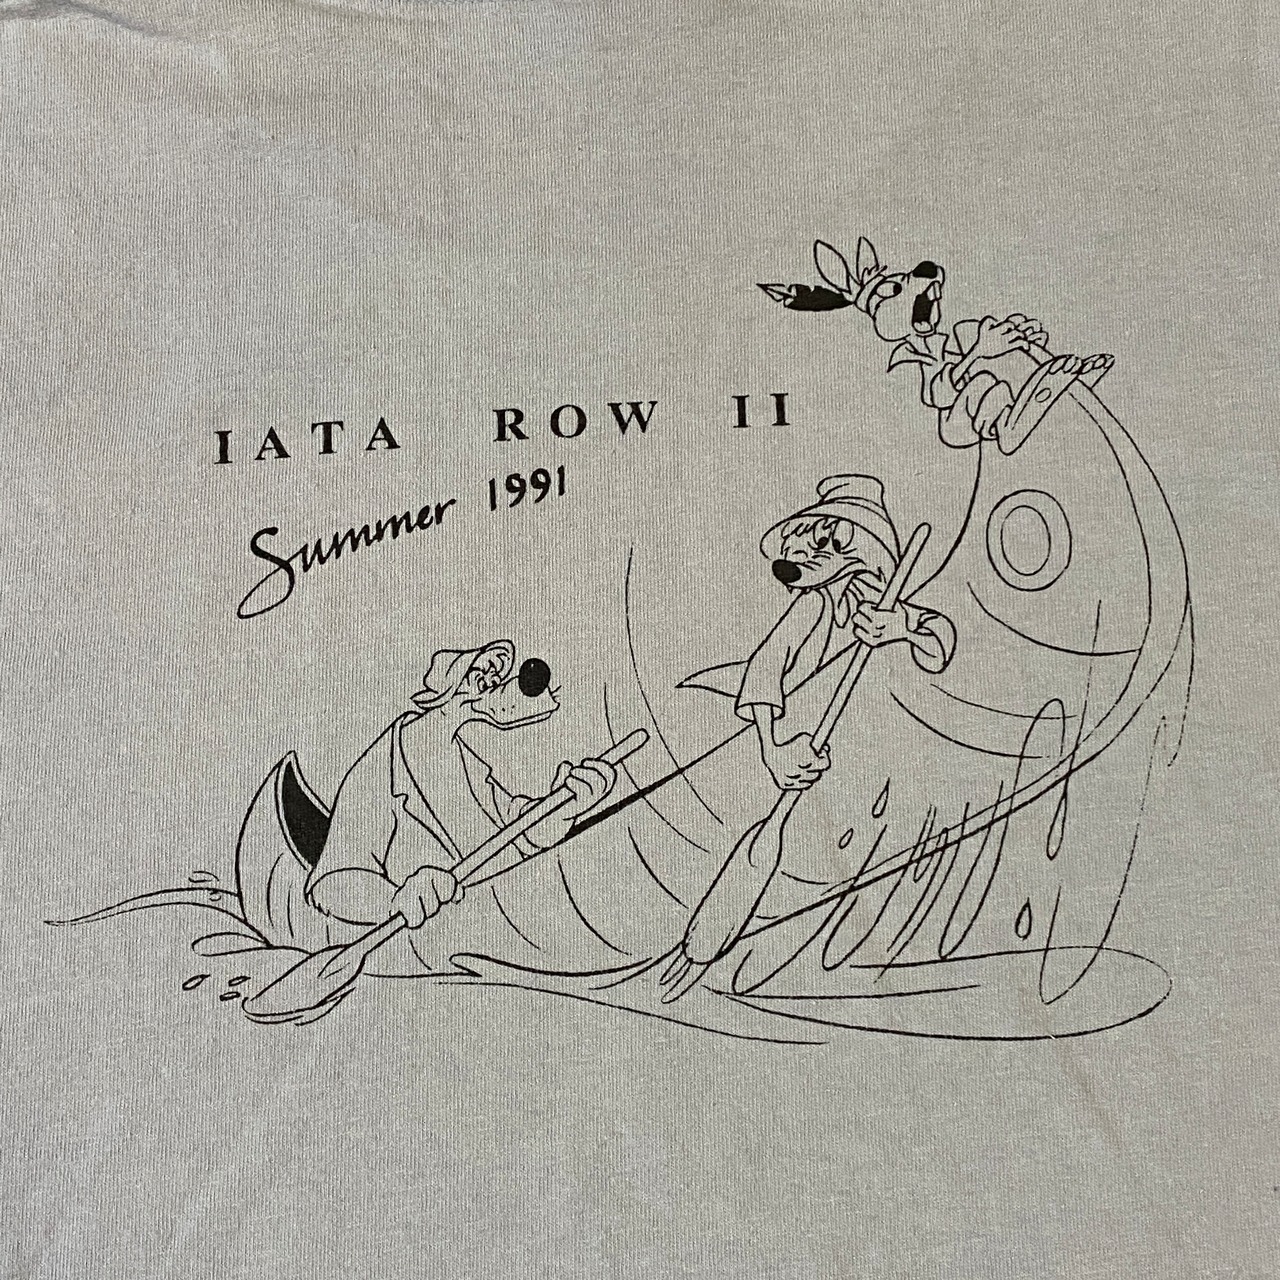 IATA ROW II
Summer 1991